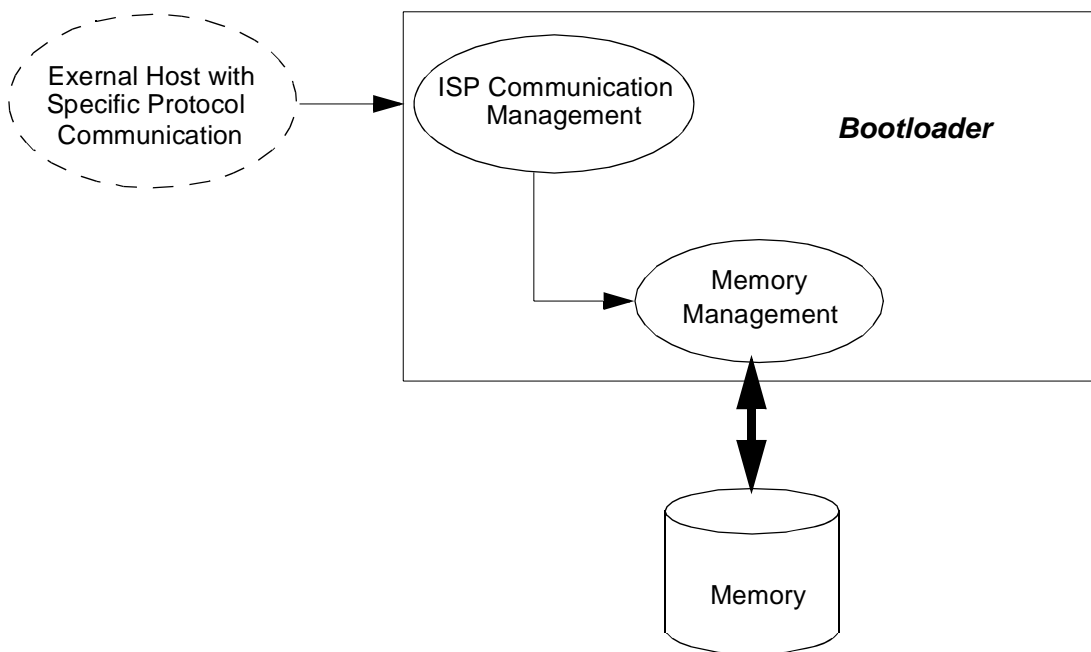 Exernal Host with
Specific Protocol
Communication
ISP Communication
Management
Bootloader
Memory
Management
Memory